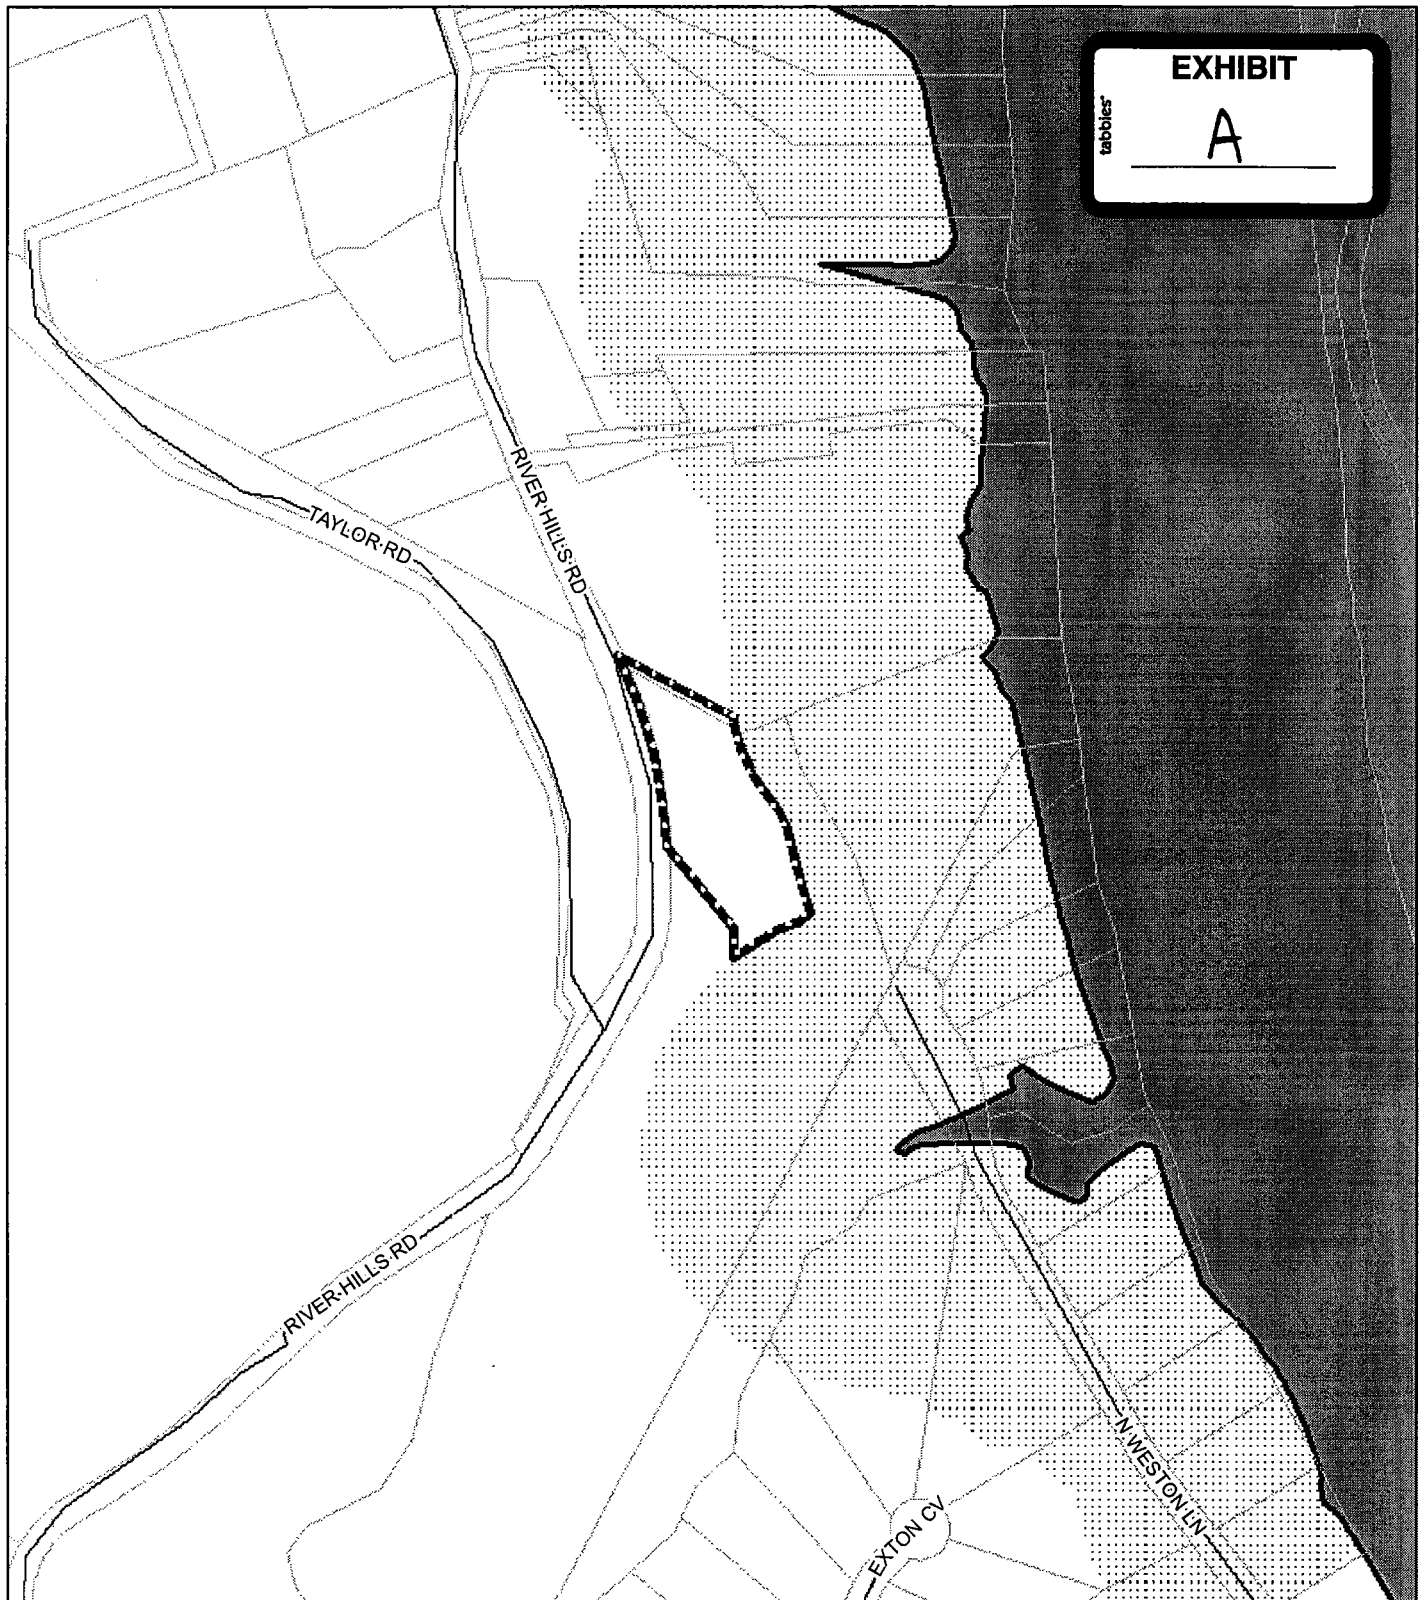 EXHIBIT
tabbies®
A
RIVER HILLS RD
TAYLOR RD
RIVER HILLS RD
N WESTON LN
EXTON CV